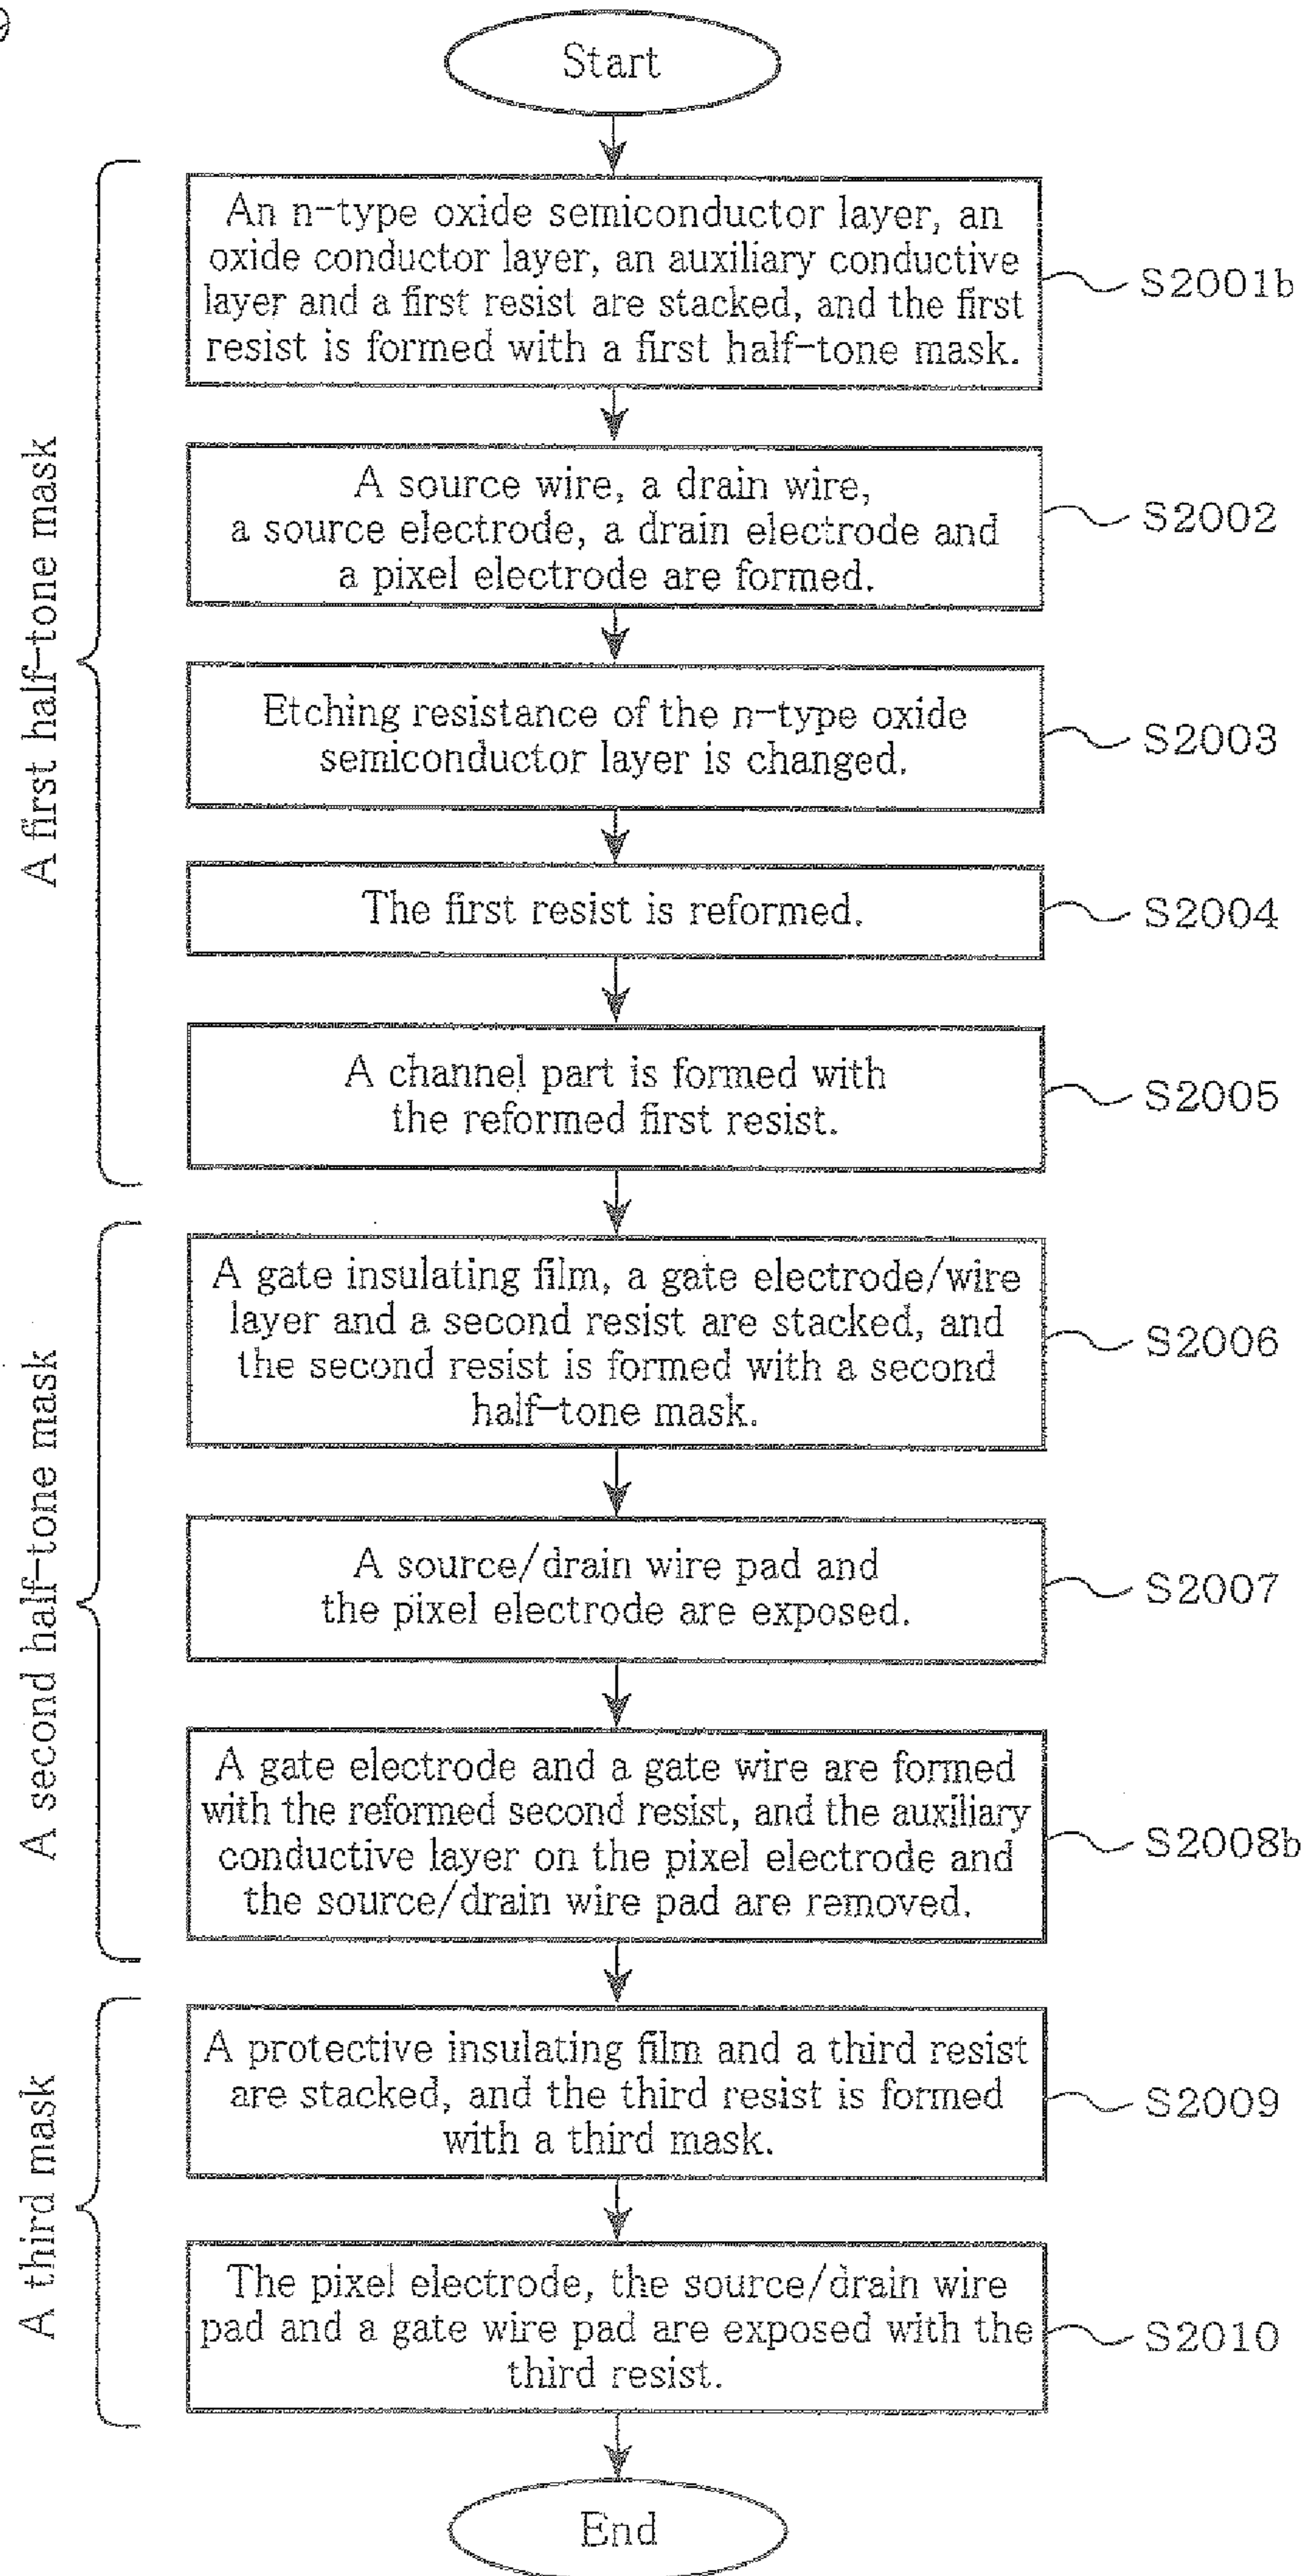 9
Start
An n-type oxide semiconductor layer, an
oxide conductor layer, an auxiliary conductive
layer and a first resist are stacked, and the first
resist is formed with a first half-tone mask.
S2001b
A source wire, a drain wire,
a source electrode, a drain electrode and
a pixel electrode are formed.
S2002
Etching resistance of the n-type oxide
semiconductor layer is changed.
S2003
The first resist is reformed.
S2004
A channel part is formed with
the reformed first resist.
S2005
A first half-tone mask
A gate insulating film, a gate electrode/wire
layer and a second resist are stacked, and
the second resist is formed with a second
half-tone mask.
S2006
A source/drain wire pad and
the pixel electrode are exposed.
S2007
A gate electrode and a gate wire are formed
with the reformed second resist, and the auxiliary
conductive layer on the pixel electrode and
the source/drain wire pad are removed.
S2008b
A second half-tone mask
A protective insulating film and a third resist
are stacked, and the third resist is formed
with a third mask.
S2009
The pixel electrode, the source/drain wire
pad and a gate wire pad are exposed with the
third resist.
S2010
A third mask
End